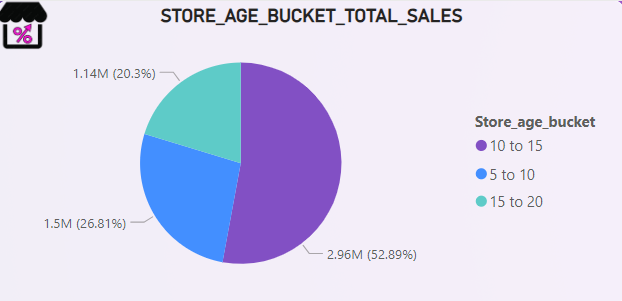 STORE_AGE_BUCKET_TOTAL_SALES
%
1.14M (20.3%)
1.5M (26.81%)
2.96M (52.89%)
Store_age_bucket
10 to 15
5 to 10
15 to 20